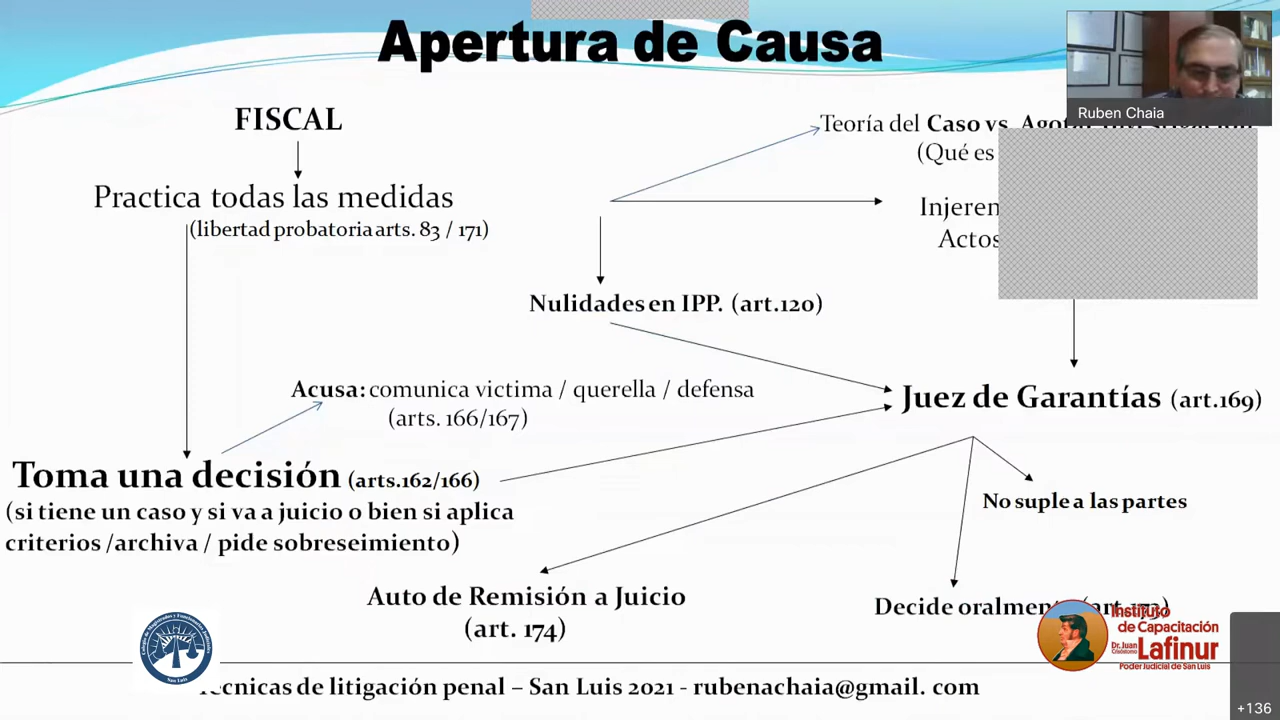 Apertura de Causa
Ruben Chaia
FISCAL
Teoría del Caso vs.
(Qué es
Practica todas las medidas
(libertad probatoria arts. 83 / 171)
Actos
Nulidades en IPP. (art.120)
Acusa: comunica victima / querella / defensa
(arts. 166/167)
Juez de Garantías (art.169)
Toma una decisión (arts.162/166)
(si tiene un caso y si va a juicio o bien si aplica
criterios /archiva / pide sobreseimiento)
No suple a las partes
Auto de Remisión a Juicio
(art. 174)
Decide
Instituto
de Capacitación
Dr. Juan
Crisóstomo
Lafinur
Poder Judicial de San Luis
San Luis
Técnicas de litigación penal – San Luis 2021 - rubenachaia@gmail. com
+136